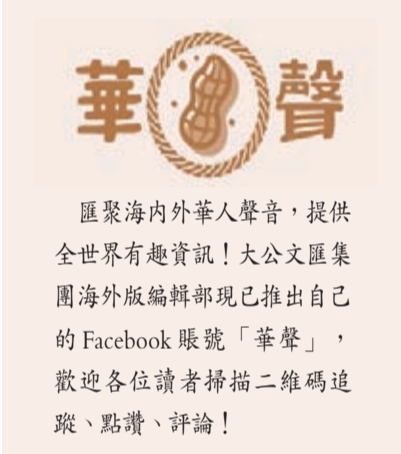 華聲
匯聚海内外華人聲音，提供
全世界有趣資訊！大公文匯集
團海外版編輯部現已推出自己
的 Facebook 賬號「華聲」，
歡迎各位讀者掃描二維碼追
蹤、點讚、評論！